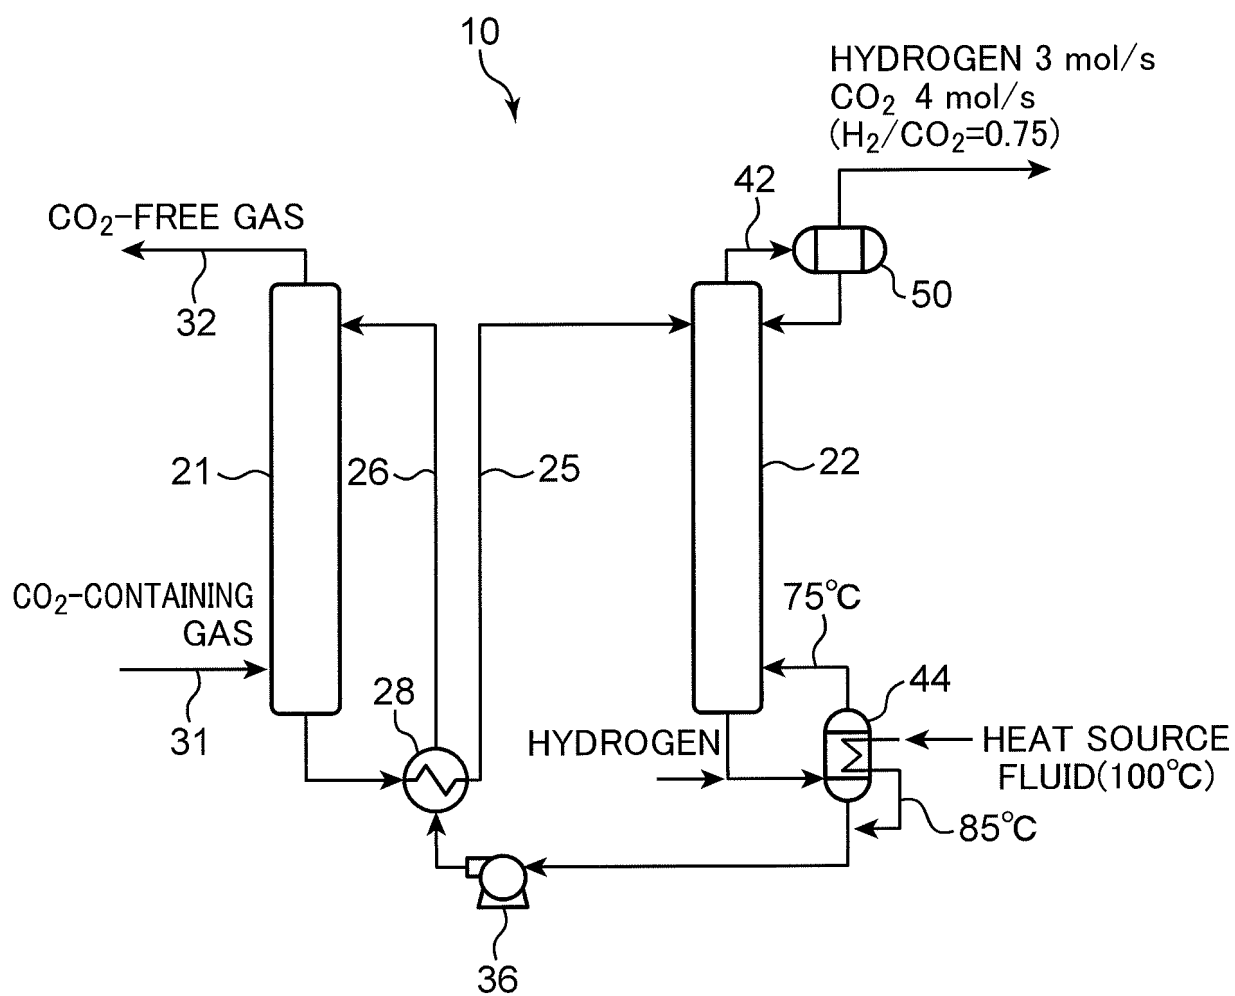 10
HYDROGEN 3 mol/s
CO₂ 4 mol/s
(H₂/CO₂=0.75)
42
CO₂-FREE GAS
32
50
21
26
25
22
CO₂-CONTAINING
GAS
31
75℃
28
44
HYDROGEN
HEAT SOURCE
FLUID(100℃)
85℃
36